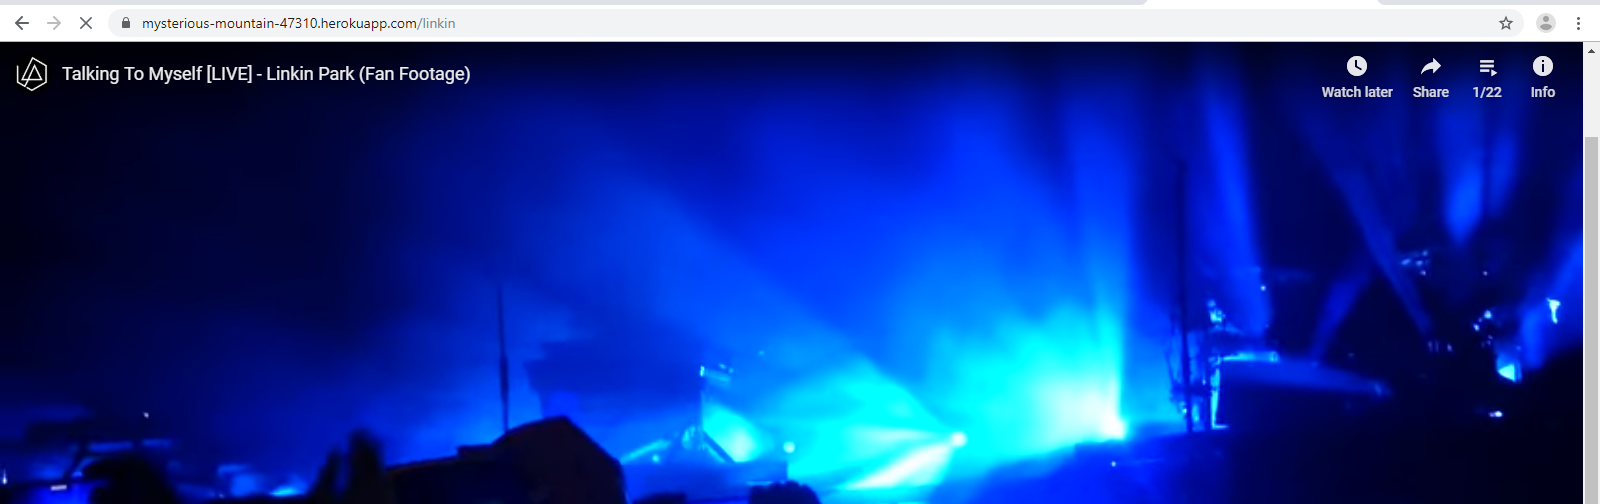 mysterious-mountain-47310.herokuapp.com/linkin
Talking To Myself [LIVE] - Linkin Park (Fan Footage)
Watch later
Share
1/22
Info